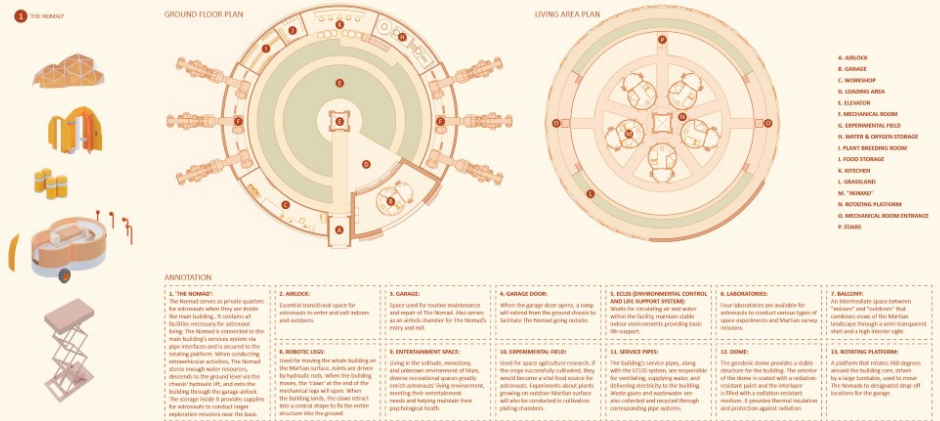 1 'THE NOMAD'
GROUND FLOOR PLAN
LIVING AREA PLAN
K
J
H
I
E
F
E
F
D
B
C
A
P
N
M
O
O
L
A. AIRLOCK
B. GARAGE
C. WORKSHOP
D. LOADING AREA
E. ELEVATOR
F. MECHANICAL ROOM
G. EXPERIMENTAL FIELD
H. WATER & OXYGEN STORAGE
I. PLANT BREEDING ROOM
J. FOOD STORAGE
K. KITECHEN
L. GRASSLAND
M. "NOMAD"
N. ROTATING PLATFORM
O. MECHANICAL ROOM ENTRANCE
P. STAIRS
ANNOTATION
1. 'THE NOMAD':
The Nomad serves as private quarters
for astronauts when they are inside
the main building, it contains all
facilities necessary for astronaut
living. The Nomad is connected to the
main building's services system via
pipe interfaces and is secured to the
rotating platform. When conducting
extravehicular activities, The Nomad
stores enough water resources,
descends to the ground level via the
chassis' hydraulic lift, and exits the
building through the garage airlock.
The storage inside it provides supplies
for astronauts to conduct larger
exploration missions near the base.
2. AIRLOCK:
Essential transitional space for
astronauts to enter and exit indoors
and outdoors.
3. GARAGE:
Space used for routine maintenance
and repair of The Nomad. Also serves
as an airlock chamber for The Nomad's
entry and exit.
4. GARAGE DOOR:
When the garage door opens, a ramp
will extend from the ground chassis to
facilitate The Nomad going outside.
5. ECLSS (ENVIRONMENTAL CONTROL
AND LIFE SUPPORT SYSTEM):
Works for circulating air and water
within the facility, maintain stable
indoor environments providing basic
life support.
6. LABORATORIES:
Four laboratories are available for
astronauts to conduct various types of
space experiments and Martian survey
missions.
7. BALCONY:
An intermediate space between
"indoors" and "outdoors" that
combines views of the Martian
landscape through a semi-transparent
shell and a high interior sight.
8. ROBOTIC LEGS:
Used for moving the whole building on
the Martian surface. Joints are driven
by hydraulic rods. When the building
moves, the 'claws' at the end of the
mechanical legs will open. When
the building lands, the claws retract
into a conical shape to fix the entire
structure into the ground.
9. ENTERTAINMENT SPACE:
Living in the solitude, monotony,
and unknown environment of Mars,
diverse recreational spaces greatly
enrich astronauts' living environment,
meeting their entertainment
needs and helping maintain their
psychological heath.
10. EXPERIMENTAL FIELD:
Used for space agriculture research. If
the crops successfully cultivated, they
would become a vital food source for
astronauts. Experiments about plants
growing on outdoor Martian surface
will also be conducted in cultivation
plating chambers.
11. SERVICE PIPES:
The building's service pipes, along
with the ECLSS system, are responsible
for ventilating, supplying water, and
delivering electricity to the building.
Waste gases and wastewater are
also collected and recycled through
corresponding pipe systems.
12. DOME:
The geodesic dome provides a stable
structure for the building. The exterior
of the dome is coated with a radiation-
resistant paint and the interlayer
is filled with a radiation-resistant
medium. It provides thermal insulation
and protection against radiation.
13. ROTATING PLATFORM:
A platform that rotates 360 degrees
around the building core, driven
by a large turntable, used to move
The Nomads to designated drop-off
locations for the garage.